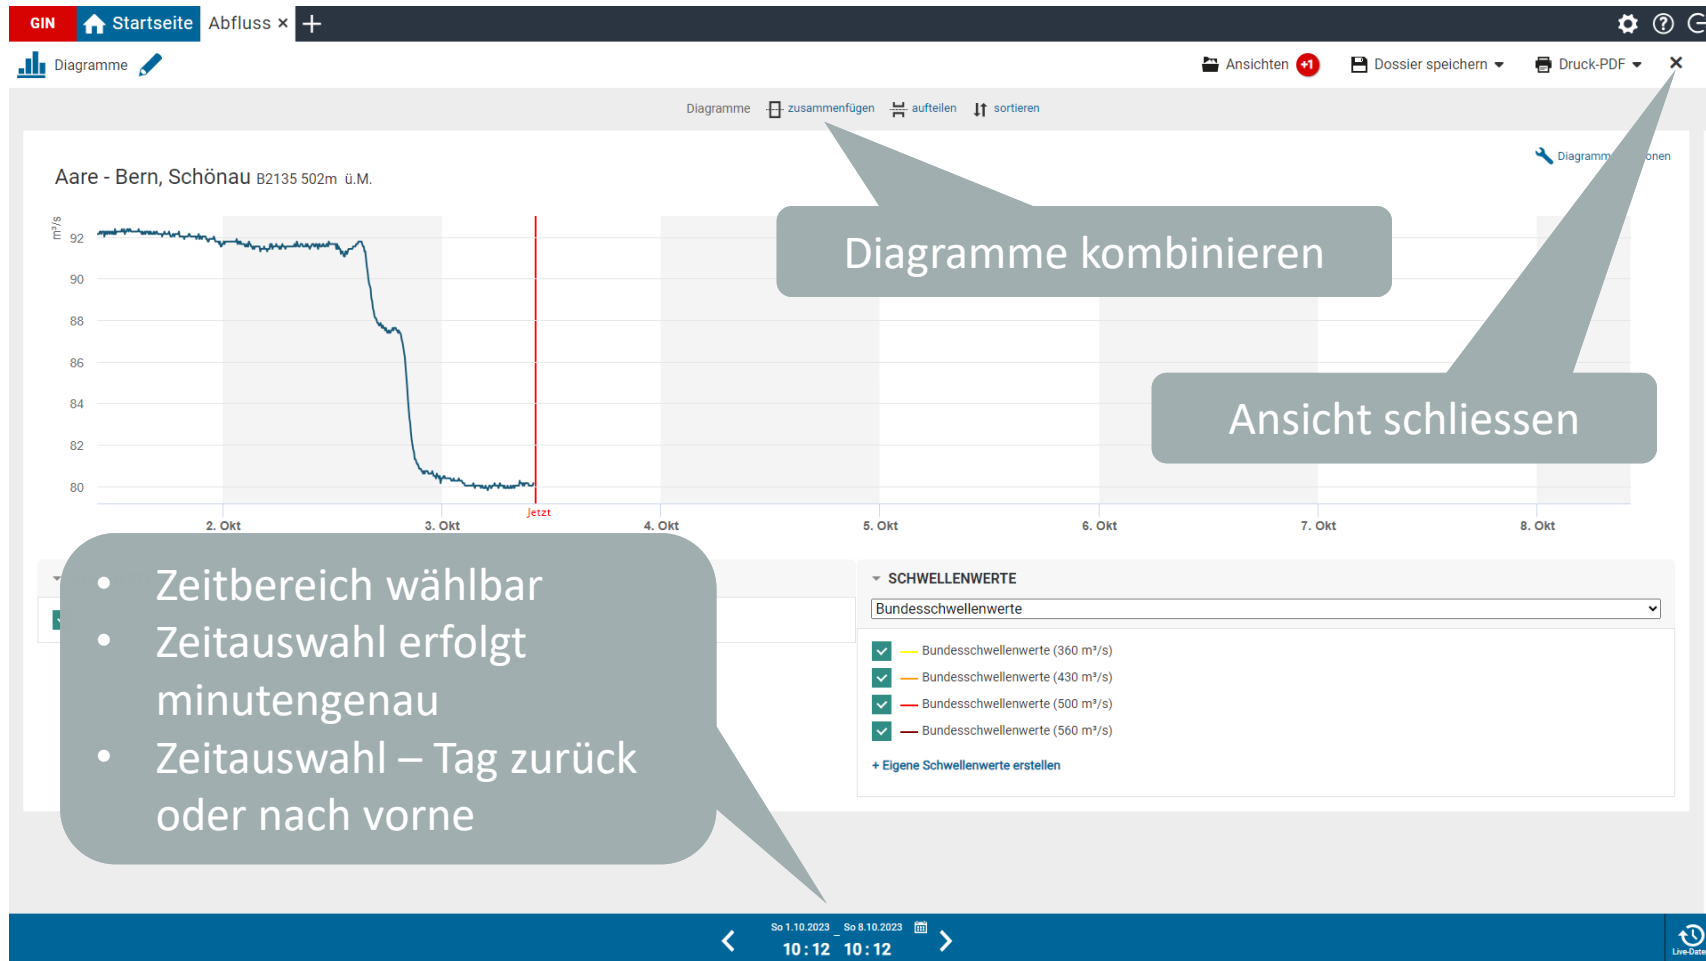 GIN Startseite Abfluss × +
Diagramme Ansichten +1 Dossier speichern Druck-PDF ×
Diagramme zusammenfügen aufteilen sortieren
Aare - Bern, Schönau B2135 502m ü.M.
m³/s
92
90
88
86
84
82
80
Jetzt
2. Okt 3. Okt 4. Okt 5. Okt 6. Okt 7. Okt 8. Okt
Diagramme kombinieren
Ansicht schliessen
• Zeitbereich wählbar
• Zeitauswahl erfolgt
minutengenau
• Zeitauswahl – Tag zurück
oder nach vorne
SCHWELLENWERTE
Bundesschwellenwerte
Bundesschwellenwerte (360 m³/s)
Bundesschwellenwerte (430 m³/s)
Bundesschwellenwerte (500 m³/s)
Bundesschwellenwerte (560 m³/s)
+ Eigene Schwellenwerte erstellen
So 1.10.2023 – So 8.10.2023
10:12 10:12